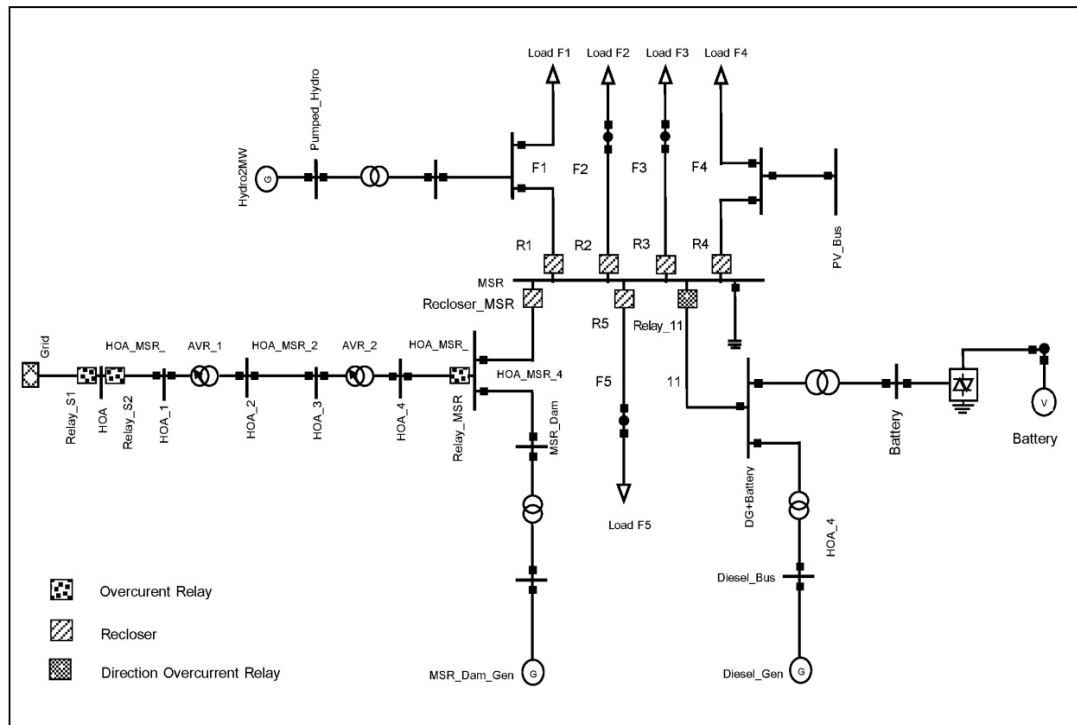 Load F1
Load F2
Load F3
Load F4
Pumped_Hydro
Hydro2MW
G
F1
F2
F3
F4
PV_Bus
R1
R2
R3
R4
MSR
Recloser_MSR
R5
Relay_11
Grid
HOA_MSR_
AVR_1
HOA_MSR_2
AVR_2
HOA_MSR_
HOA_MSR_4
F5
11
Relay_S1
HOA
Relay_S2
HOA_1
HOA_2
HOA_3
HOA_4
Relay_MSR
MSR_Dam
Battery
V
Battery
DG+Battery
Load F5
HOA_4
Diesel_Bus
Overcurent Relay
Recloser
Direction Overcurrent Relay
MSR_Dam_Gen
G
Diesel_Gen
G